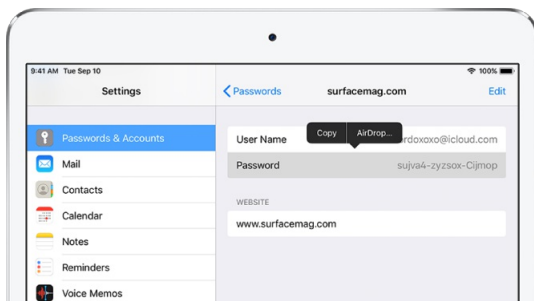 9:41 AM Tue Sep 10
100%
Settings
Passwords & Accounts
Mail
Contacts
Calendar
Notes
Reminders
Voice Memos
Passwords
surfacemag.com
Edit
Copy
AirDrop...
User Name
rdoxoxo@icloud.com
Password
sujva4-zyzsox-Cijmop
WEBSITE
www.surfacemag.com